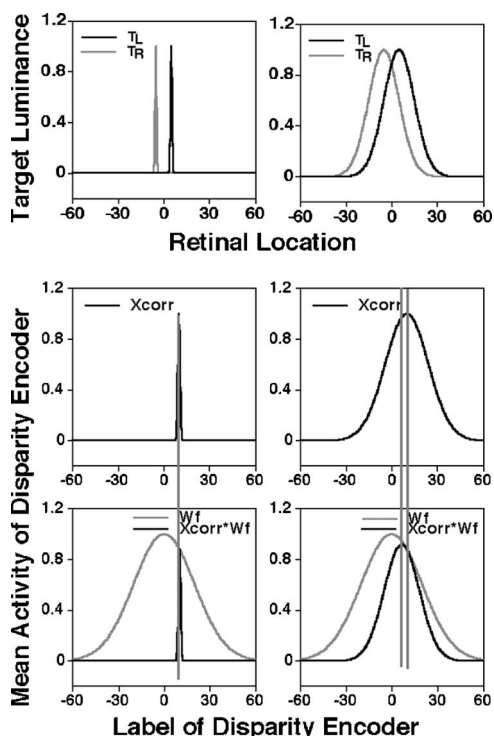 Target Luminance
1.2
T_L
T_R
0.8
0.4
0
-60 -30 0 30 60
1.2
T_L
T_R
0.8
0.4
0
-60 -30 0 30 60
Retinal Location
Mean Activity of Disparity Encoder
1.2
Xcorr
0.8
0.4
0
-60 -30 0 30 60
1.2
Xcorr
0.8
0.4
0
-60 -30 0 30 60
1.2
Wf
Xcorr*Wf
0.8
0.4
0
-60 -30 0 30 60
1.2
Wf
Xcorr*Wf
0.8
0.4
0
-60 -30 0 30 60
Label of Disparity Encoder